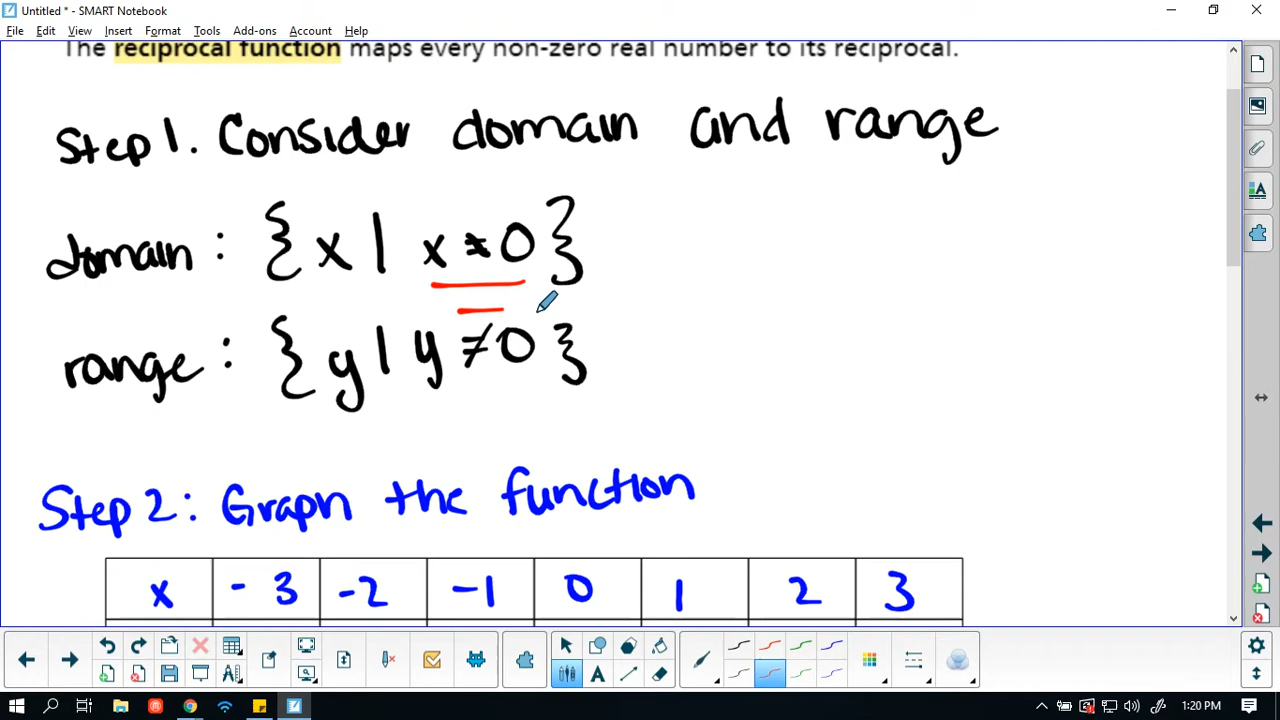 Untitled * - SMART Notebook
File Edit View Insert Format Tools Add-ons Account Help
The reciprocal function maps every non-zero real number to its reciprocal.
Step 1. Consider domain and range
domain : { x | x ≠ 0 }
range : { y | y ≠ 0 }
Step 2: Graph the function
x -3 -2 -1 0 1 2 3
1:20 PM